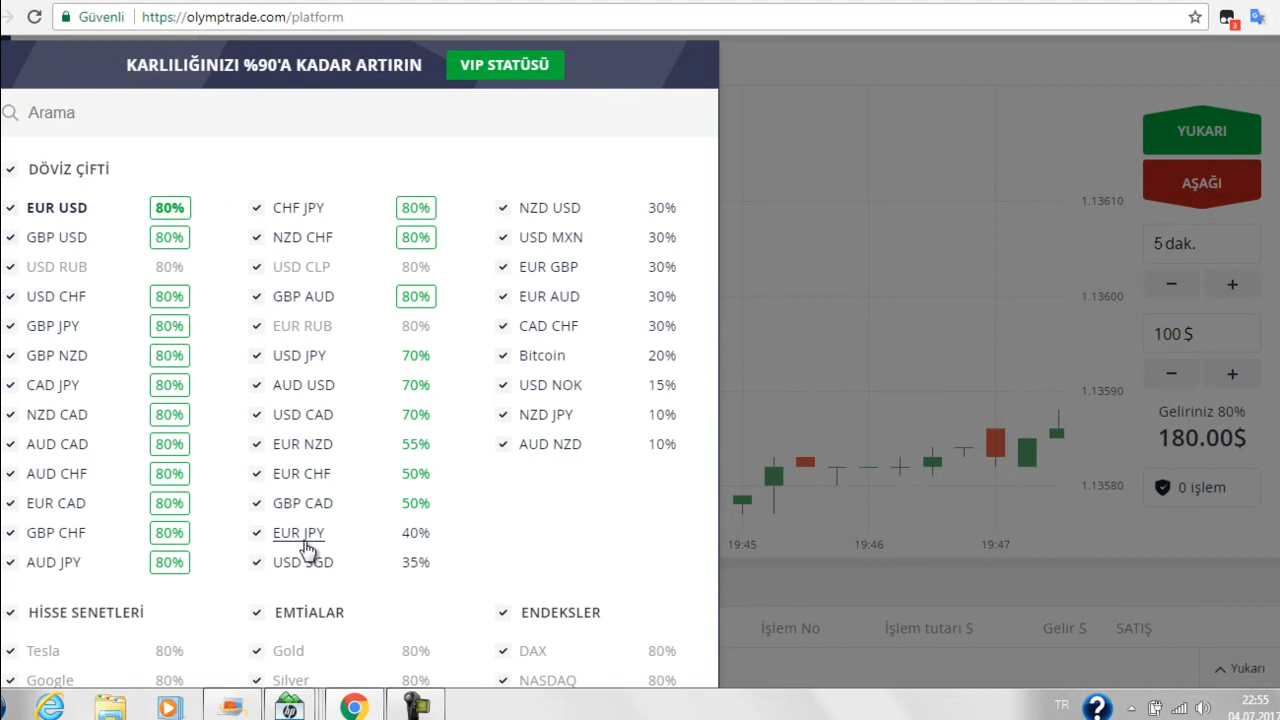 Güvenli
https://olymptrade.com/platform
3
KARLILIĞINIZI %90'A KADAR ARTIRIN
VIP STATÜSÜ
Arama
DÖVİZ ÇİFTİ
EUR USD 80%
GBP USD 80%
USD RUB 80%
USD CHF 80%
GBP JPY 80%
GBP NZD 80%
CAD JPY 80%
NZD CAD 80%
AUD CAD 80%
AUD CHF 80%
EUR CAD 80%
GBP CHF 80%
AUD JPY 80%
CHF JPY 80%
NZD CHF 80%
USD CLP 80%
GBP AUD 80%
EUR RUB 80%
USD JPY 70%
AUD USD 70%
USD CAD 70%
EUR NZD 55%
EUR CHF 50%
GBP CAD 50%
EUR JPY 40%
USD SGD 35%
NZD USD 30%
USD MXN 30%
EUR GBP 30%
EUR AUD 30%
CAD CHF 30%
Bitcoin 20%
USD NOK 15%
NZD JPY 10%
AUD NZD 10%
HİSSE SENETLERİ
Tesla 80%
Google 80%
EMTİALAR
Gold 80%
Silver 80%
ENDEKSLER
DAX 80%
NASDAQ 80%
1.13610
1.13600
1.13590
1.13580
19:45 19:46 19:47
YUKARI
AŞAĞI
5 dak.
− +
100 $
− +
Geliriniz 80%
180.00$
0 işlem
İşlem No İşlem tutarı $ Gelir $ SATIŞ
Yukarı
hp
TR
?
22:55
04.07.2017